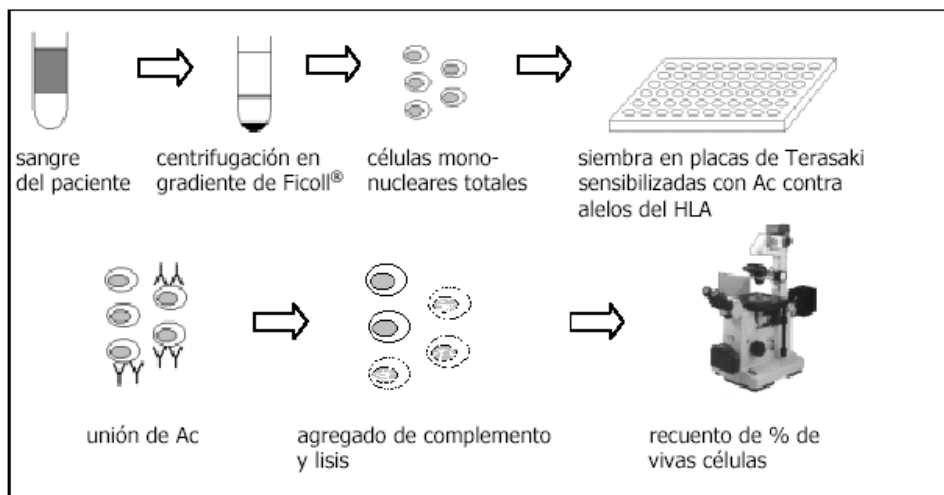 sangre
del paciente
centrifugación en
gradiente de Ficoll®
células mono-
nucleares totales
siembra en placas de Terasaki
sensibilizadas con Ac contra
alelos del HLA
unión de Ac
agregado de complemento
y lisis
recuento de % de
vivas células